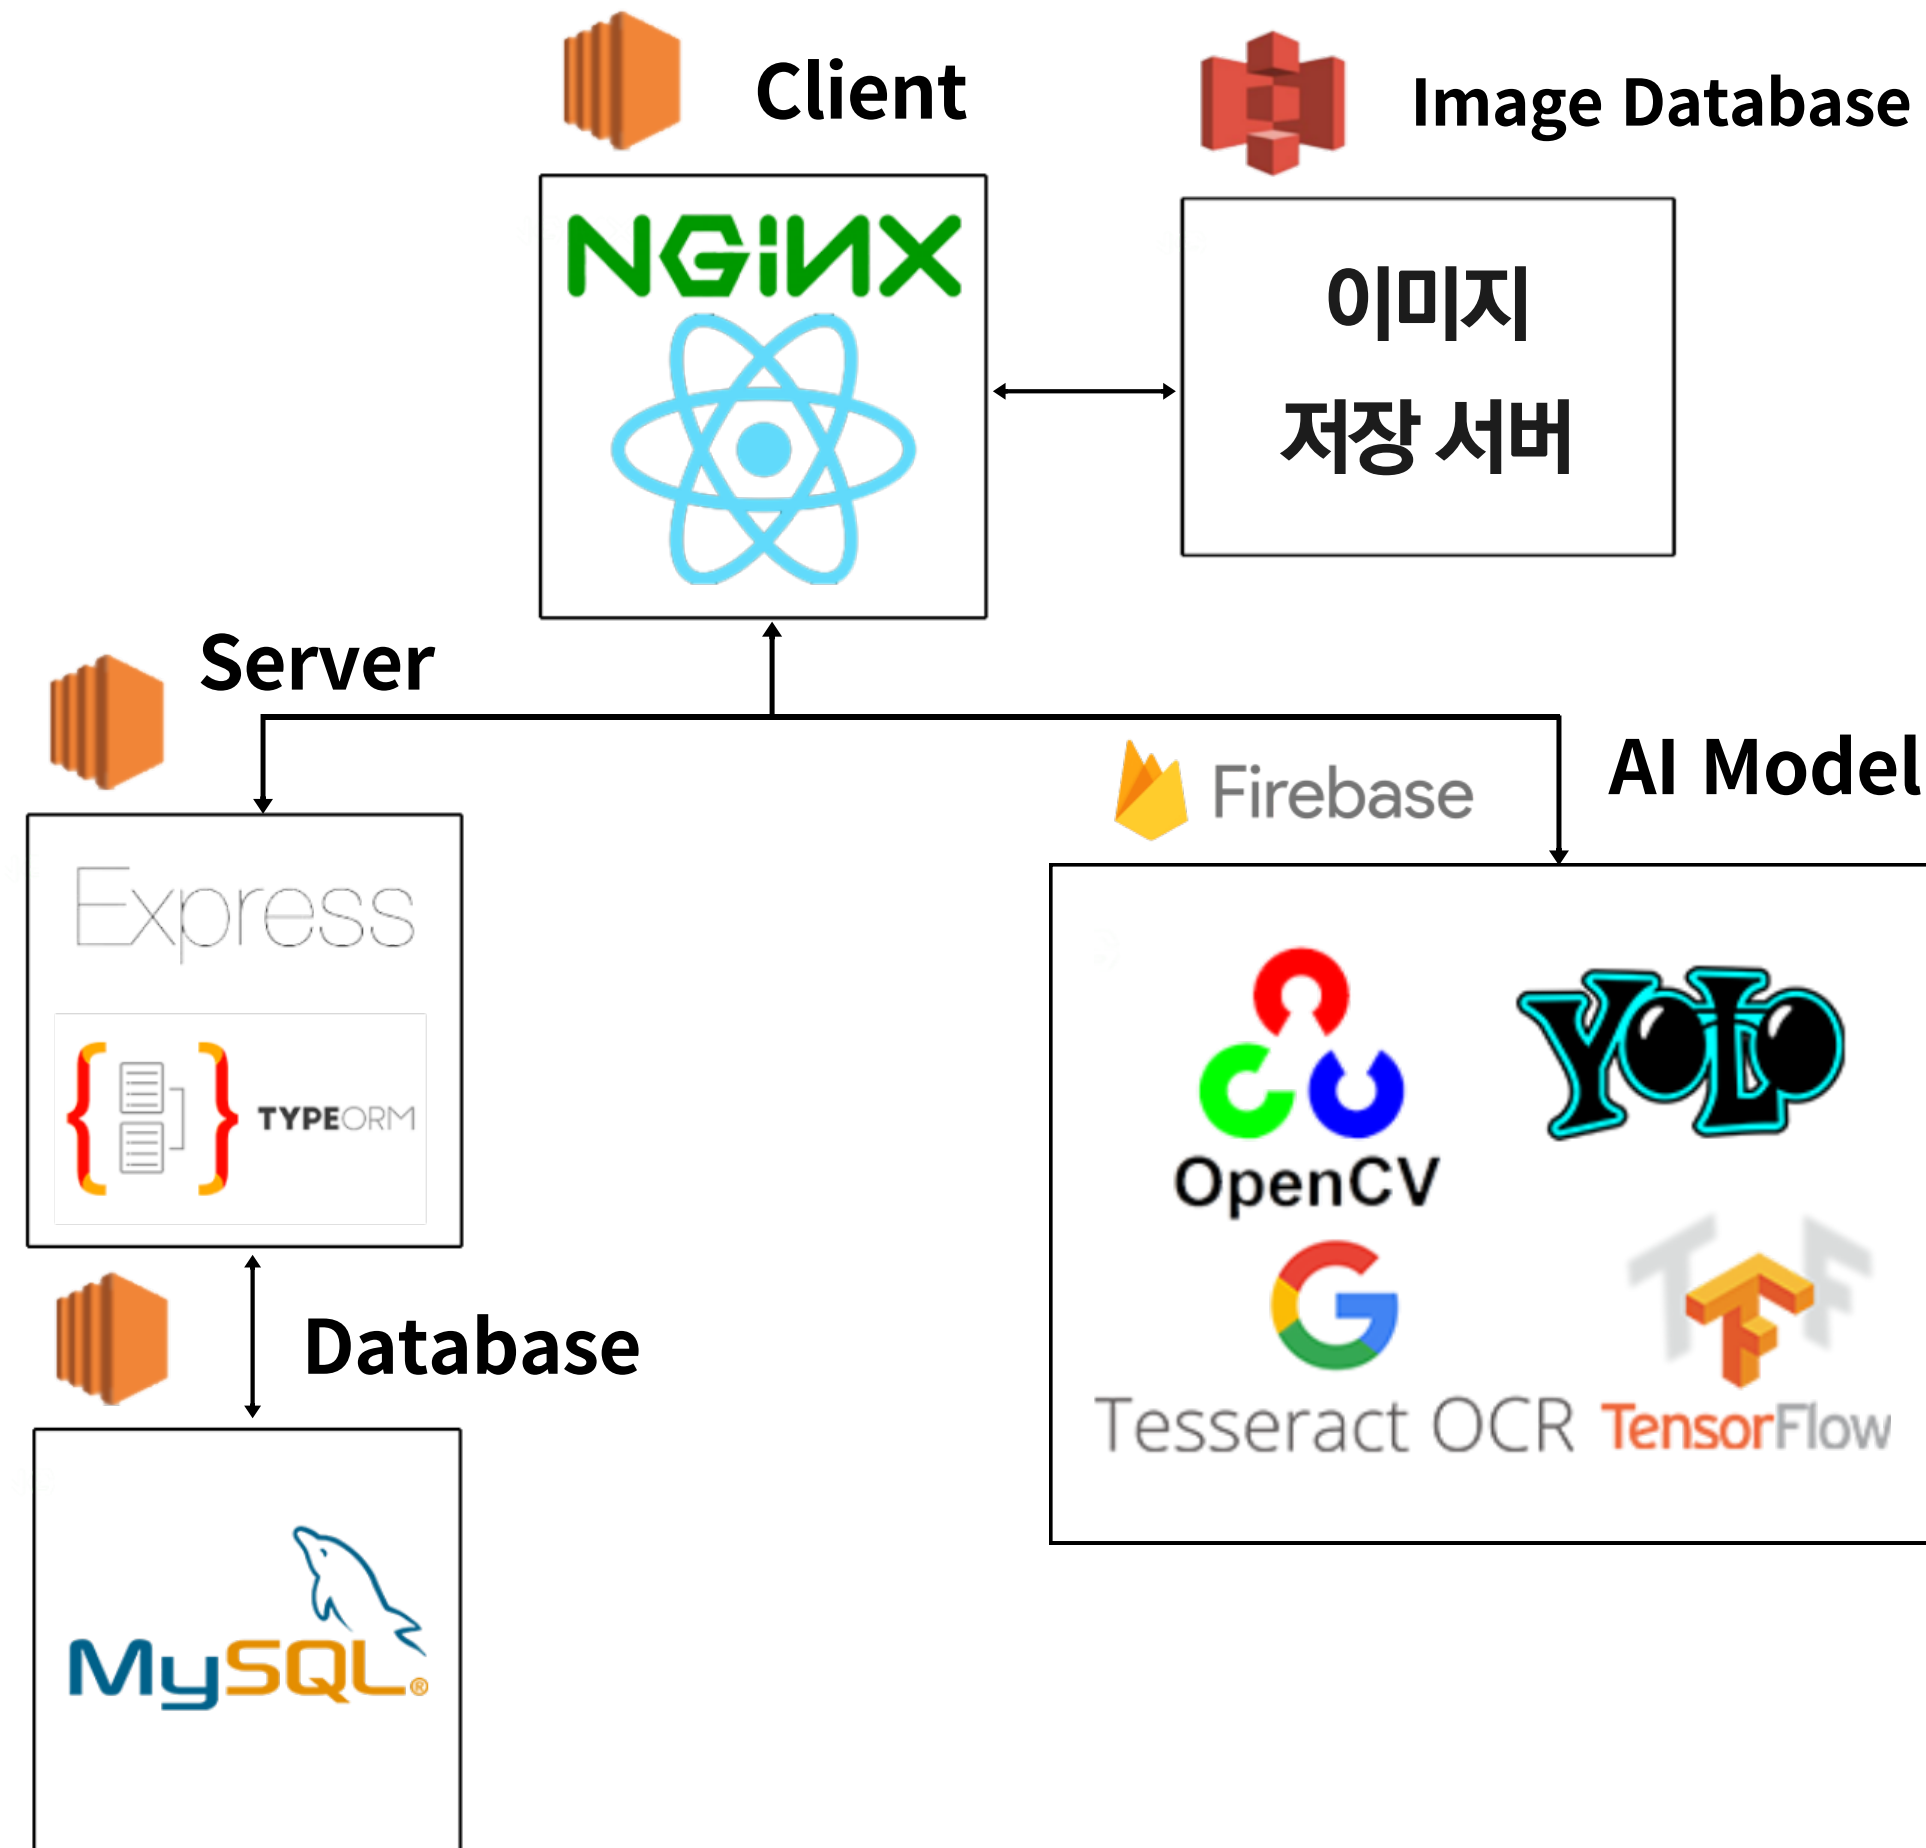 Client
Image Database
NGINX
이미지
저장 서버
Server
Firebase
AI Model
Express
TYPEORM
OpenCV
YOLO
Database
Tesseract OCR
TensorFlow
MySQL®